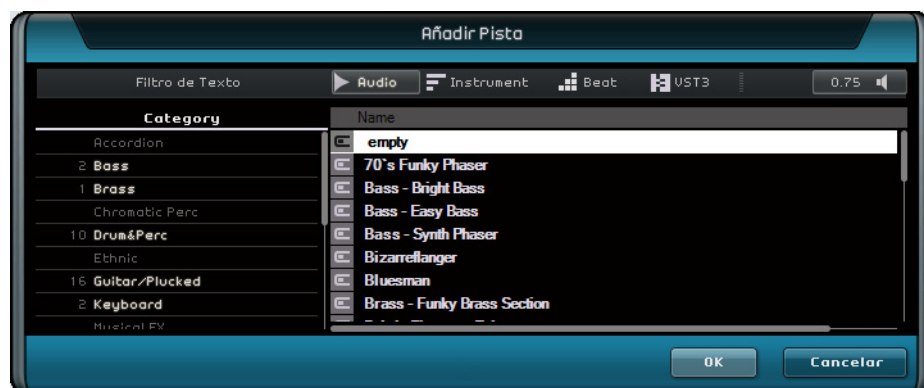 Añadir Pista
Filtro de Texto Audio Instrument Beat VST3 0.75
Category Name
Accordion empty
2 Bass 70`s Funky Phaser
1 Brass Bass - Bright Bass
Chromatic Perc Bass - Easy Bass
10 Drum&Perc Bass - Synth Phaser
Ethnic Bizarreflanger
16 Guitar/Plucked Bluesman
2 Keyboard Brass - Funky Brass Section
Musical FX
OK Cancelar